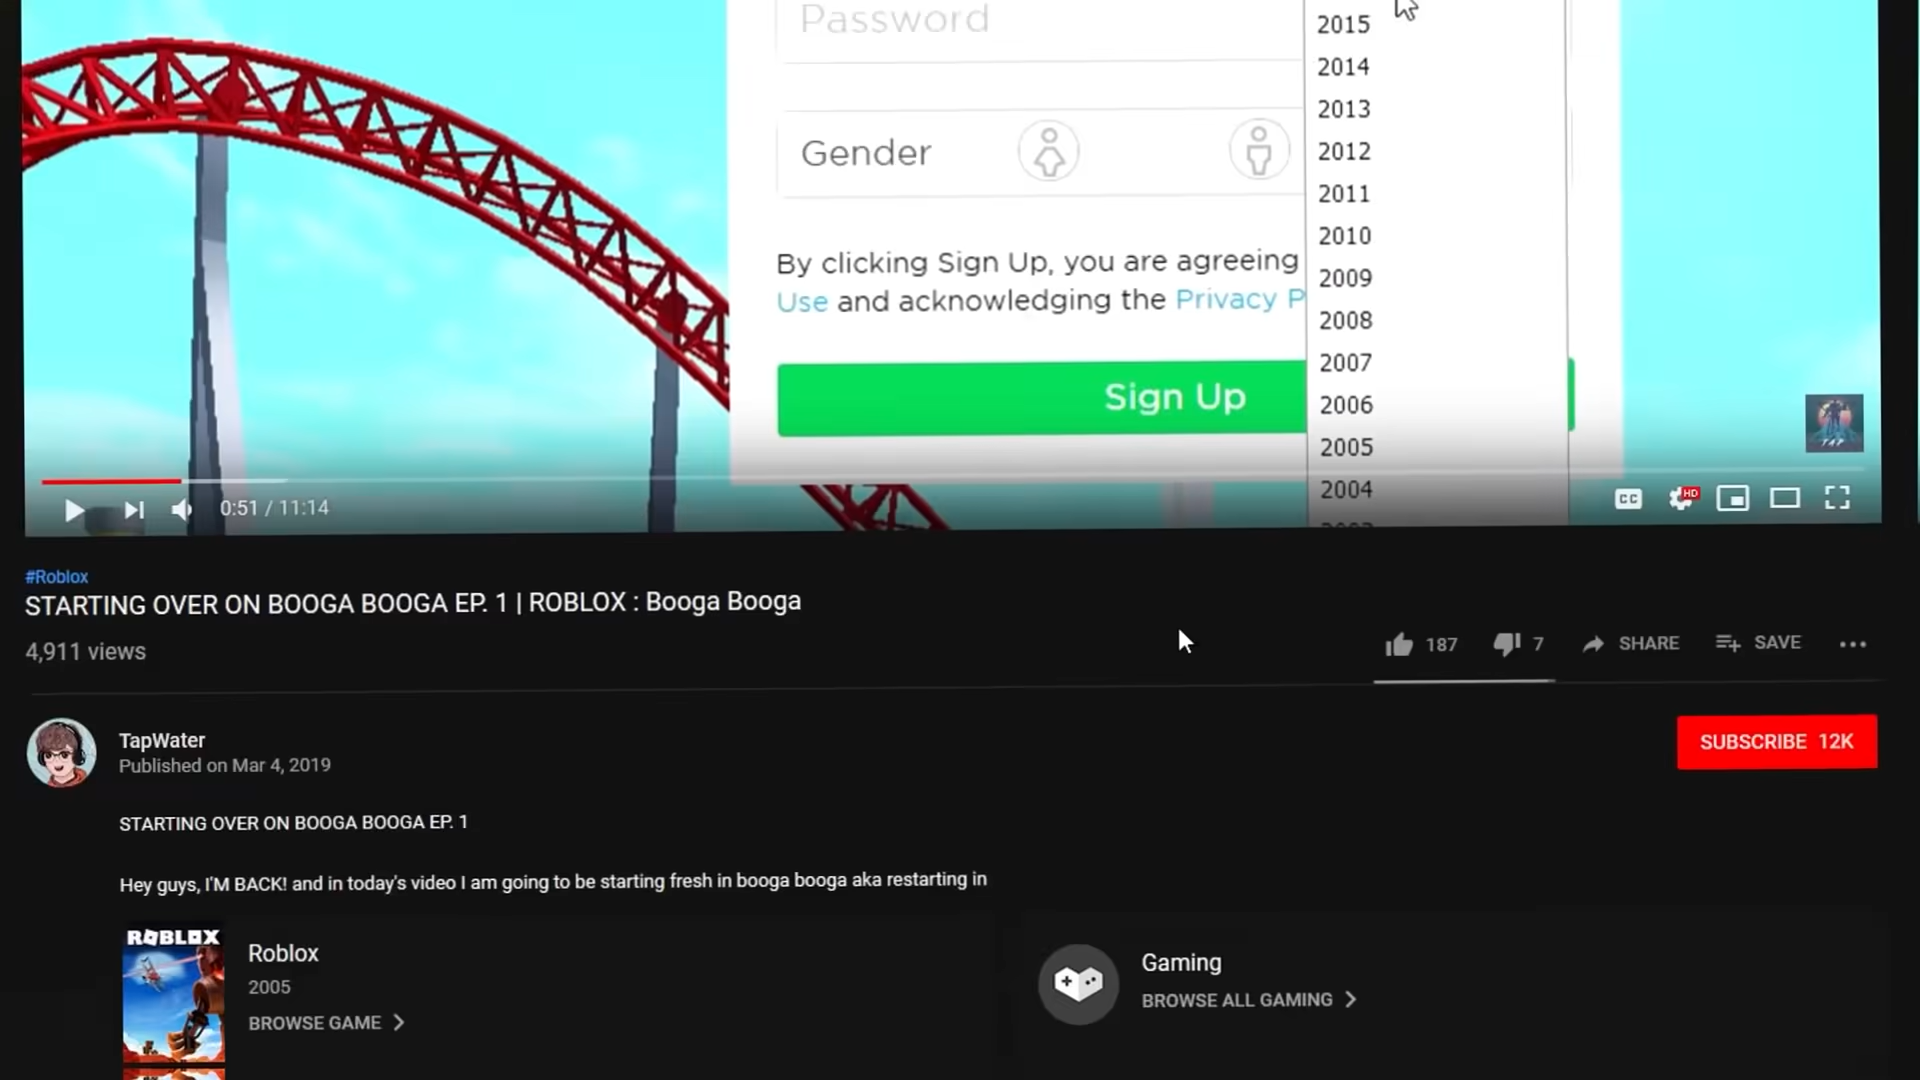 Password
2015
2014
2013
Gender
2012
2011
2010
By clicking Sign Up, you are agreeing
2009
Use and acknowledging the Privacy P
2008
2007
Sign Up
2006
2005
2004
TAP
0:51 / 11:14
CC
HD
#Roblox
STARTING OVER ON BOOGA BOOGA EP. 1 | ROBLOX : Booga Booga
4,911 views
187
7
SHARE
SAVE
TapWater
Published on Mar 4, 2019
SUBSCRIBE 12K
STARTING OVER ON BOOGA BOOGA EP. 1
Hey guys, I'M BACK! and in today's video I am going to be starting fresh in booga booga aka restarting in
ROBLOX
Roblox
2005
BROWSE GAME
Gaming
BROWSE ALL GAMING